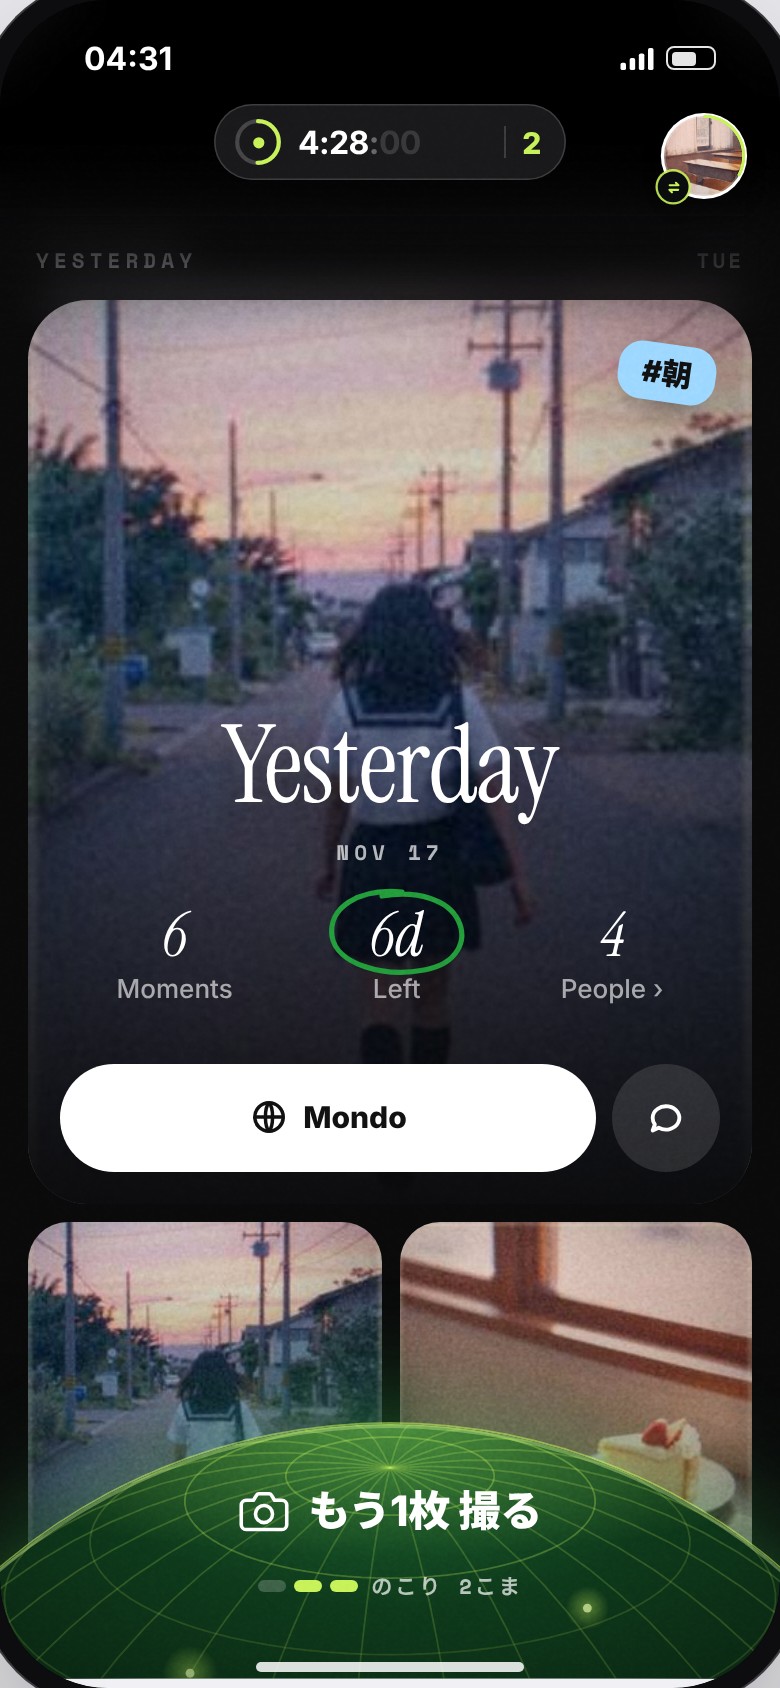 04:31
4:28:00 2
YESTERDAY TUE
#朝
Yesterday
NOV 17
6 6d 4
Moments Left People ›
Mondo
もう1枚 撮る
のこり 2こま